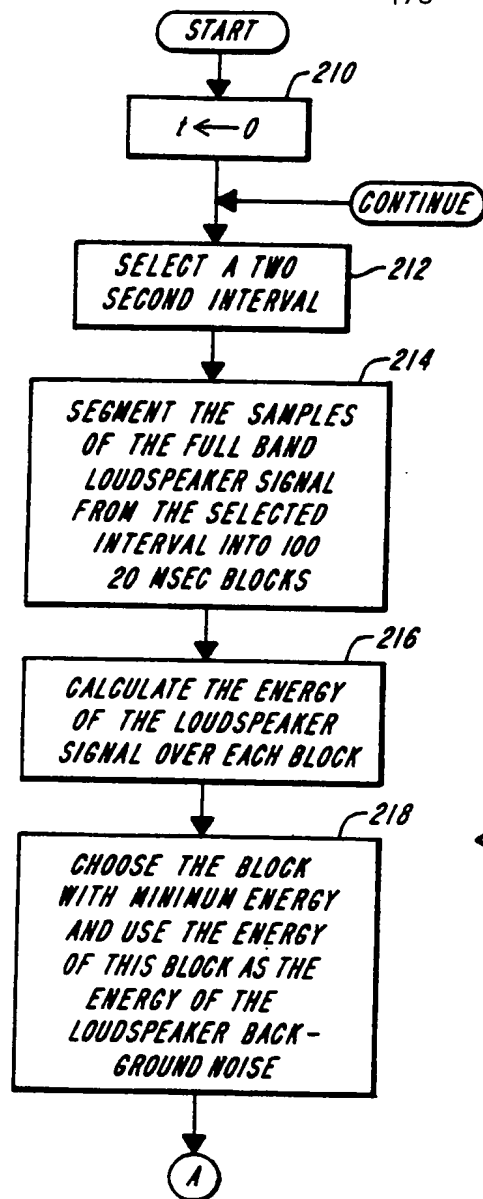 START
210
t ← 0
CONTINUE
SELECT A TWO
SECOND INTERVAL
212
214
SEGMENT THE SAMPLES
OF THE FULL BAND
LOUDSPEAKER SIGNAL
FROM THE SELECTED
INTERVAL INTO 100
20 MSEC BLOCKS
216
CALCULATE THE ENERGY
OF THE LOUDSPEAKER
SIGNAL OVER EACH BLOCK
218
CHOOSE THE BLOCK
WITH MINIMUM ENERGY
AND USE THE ENERGY
OF THIS BLOCK AS THE
ENERGY OF THE
LOUDSPEAKER BACK-
GROUND NOISE
A